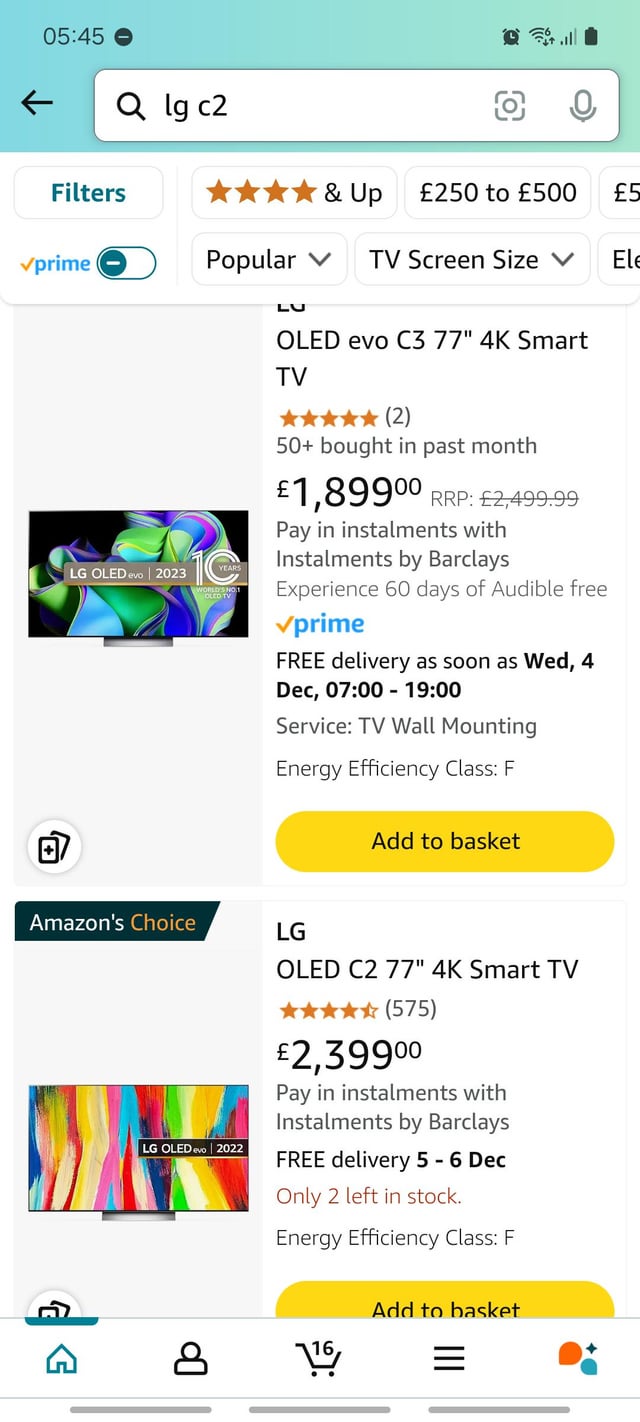 05:45
lg c2
Filters
& Up
£250 to £500
£5
prime
Popular
TV Screen Size
Ele
LG
OLED evo C3 77" 4K Smart
TV
(2)
50+ bought in past month
£1,89900 RRP: £2,499.99
Pay in instalments with
Instalments by Barclays
Experience 60 days of Audible free
prime
FREE delivery as soon as Wed, 4
Dec, 07:00 - 19:00
Service: TV Wall Mounting
Energy Efficiency Class: F
Add to basket
LG OLED evo | 2023
10 YEARS
WORLD'S NO.1
OLED TV
Amazon's Choice
LG
OLED C2 77" 4K Smart TV
(575)
£2,39900
Pay in instalments with
Instalments by Barclays
FREE delivery 5 - 6 Dec
Only 2 left in stock.
Energy Efficiency Class: F
Add to basket
LG OLED evo | 2022
16